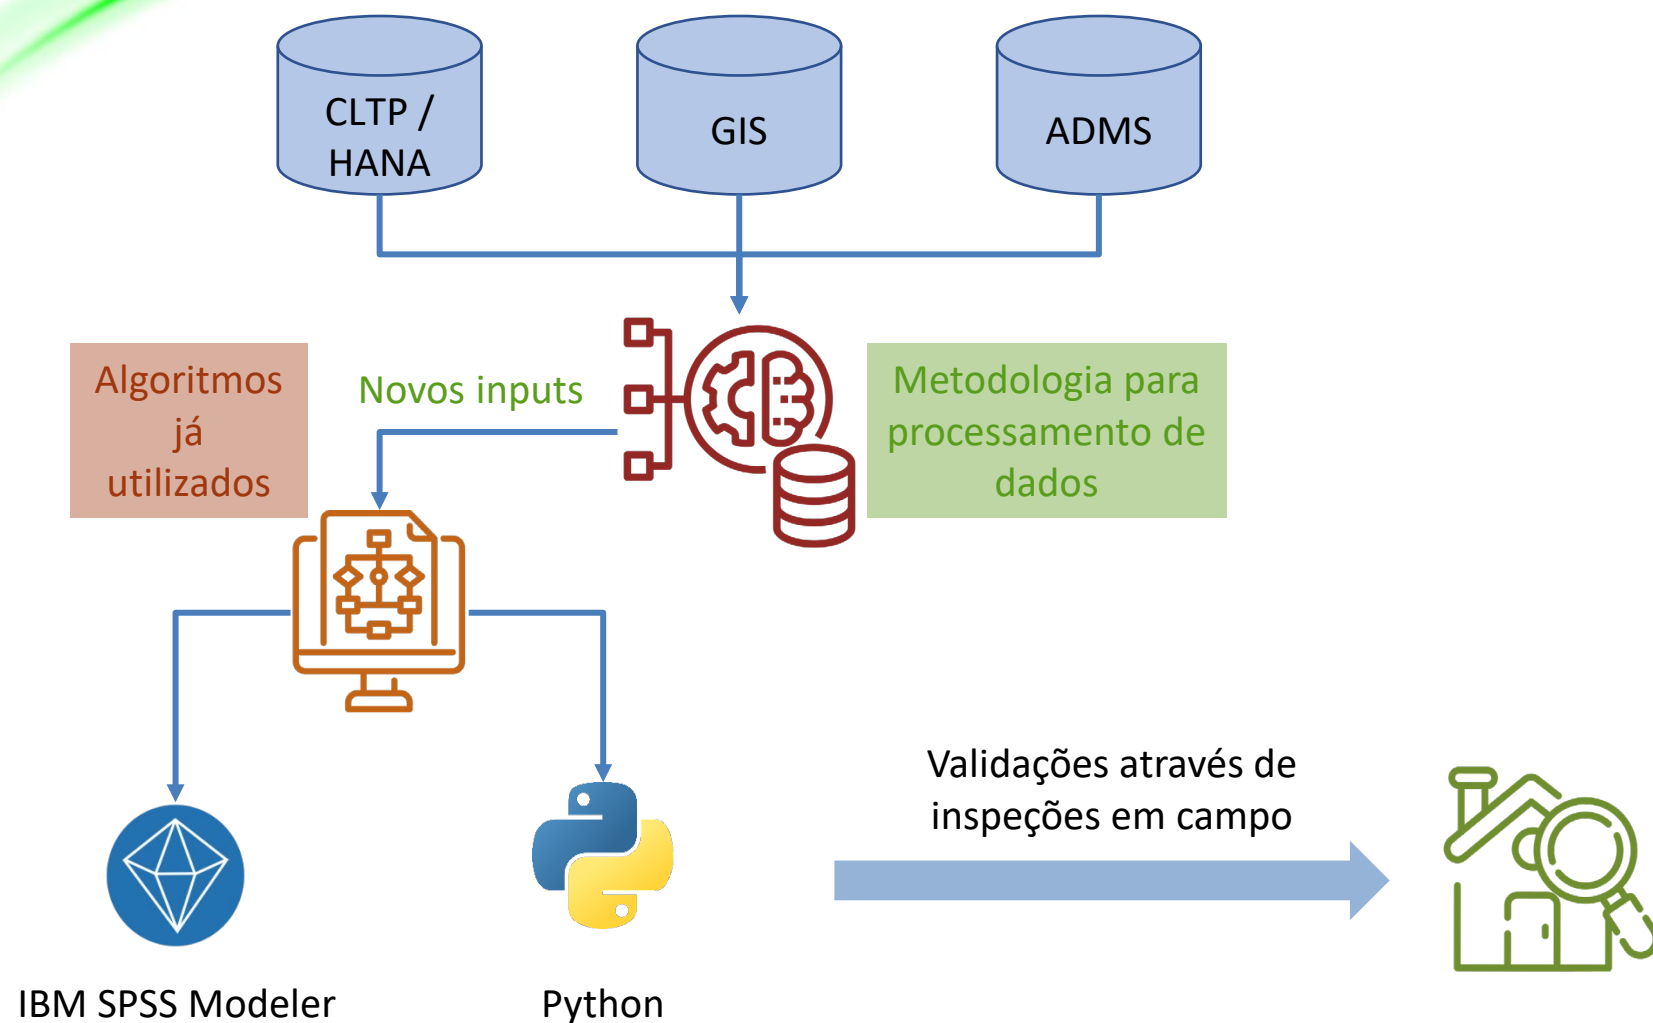 CLTP /
HANA
GIS
ADMS
Algoritmos
já
utilizados
Novos inputs
Metodologia para
processamento de
dados
Validações através de
inspeções em campo
IBM SPSS Modeler
Python